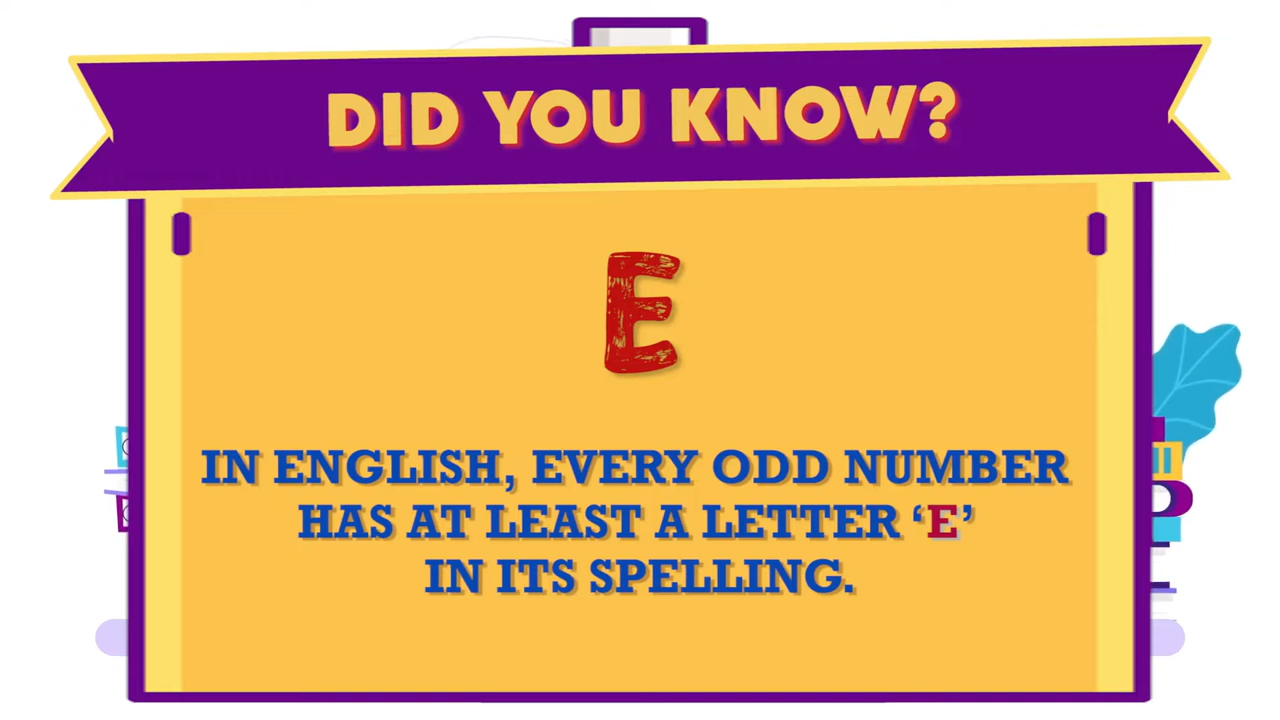 DID YOU KNOW?
E
IN ENGLISH, EVERY ODD NUMBER
HAS AT LEAST A LETTER ‘E’
IN ITS SPELLING.